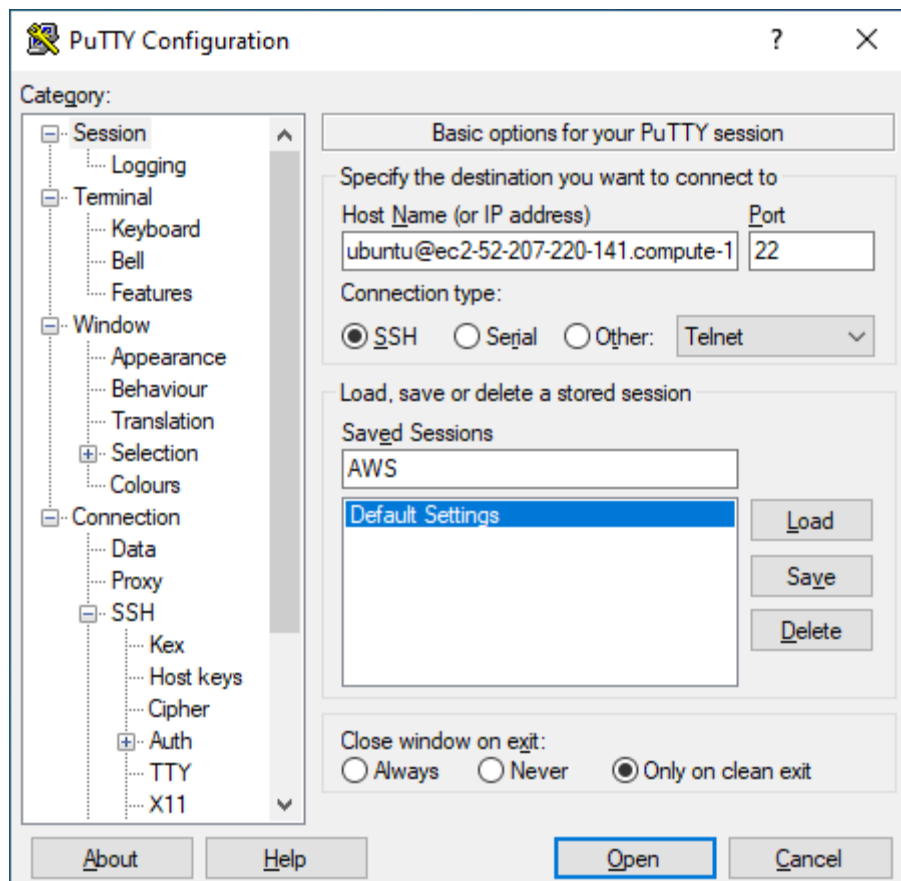 PuTTY Configuration
?
Category:
Session
Logging
Terminal
Keyboard
Bell
Features
Window
Appearance
Behaviour
Translation
Selection
Colours
Connection
Data
Proxy
SSH
Kex
Host keys
Cipher
Auth
TTY
X11
Basic options for your PuTTY session
Specify the destination you want to connect to
Host Name (or IP address) Port
ubuntu@ec2-52-207-220-141.compute-1 22
Connection type:
SSH Serial Other: Telnet
Load, save or delete a stored session
Saved Sessions
AWS
Default Settings
Load
Save
Delete
Close window on exit:
Always Never Only on clean exit
About Help Open Cancel